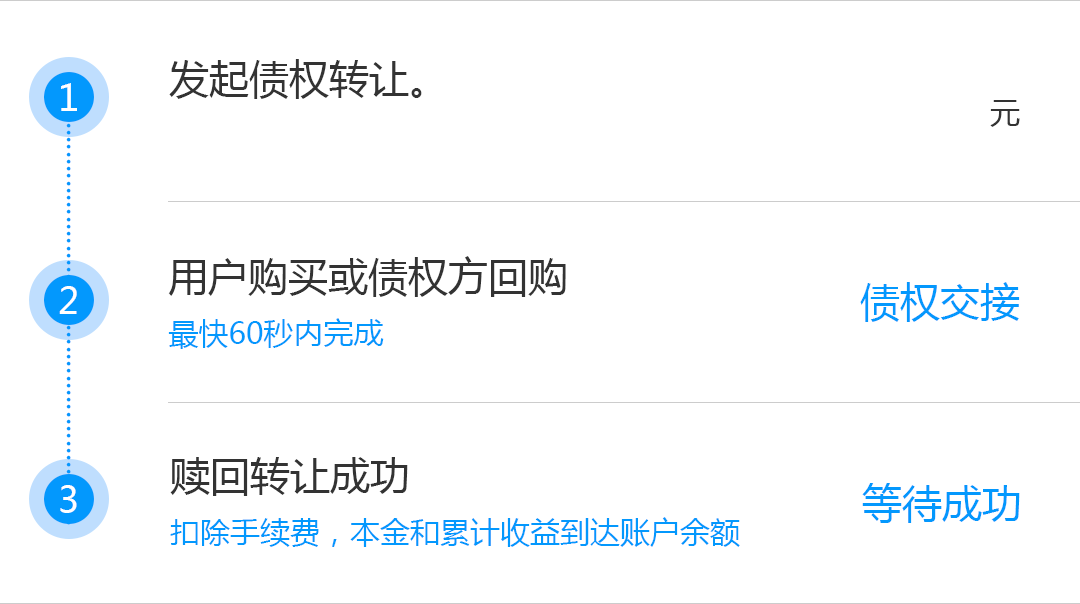 1
发起债权转让。
元
2
用户购买或债权方回购
最快60秒内完成
债权交接
3
赎回转让成功
扣除手续费，本金和累计收益到达账户余额
等待成功